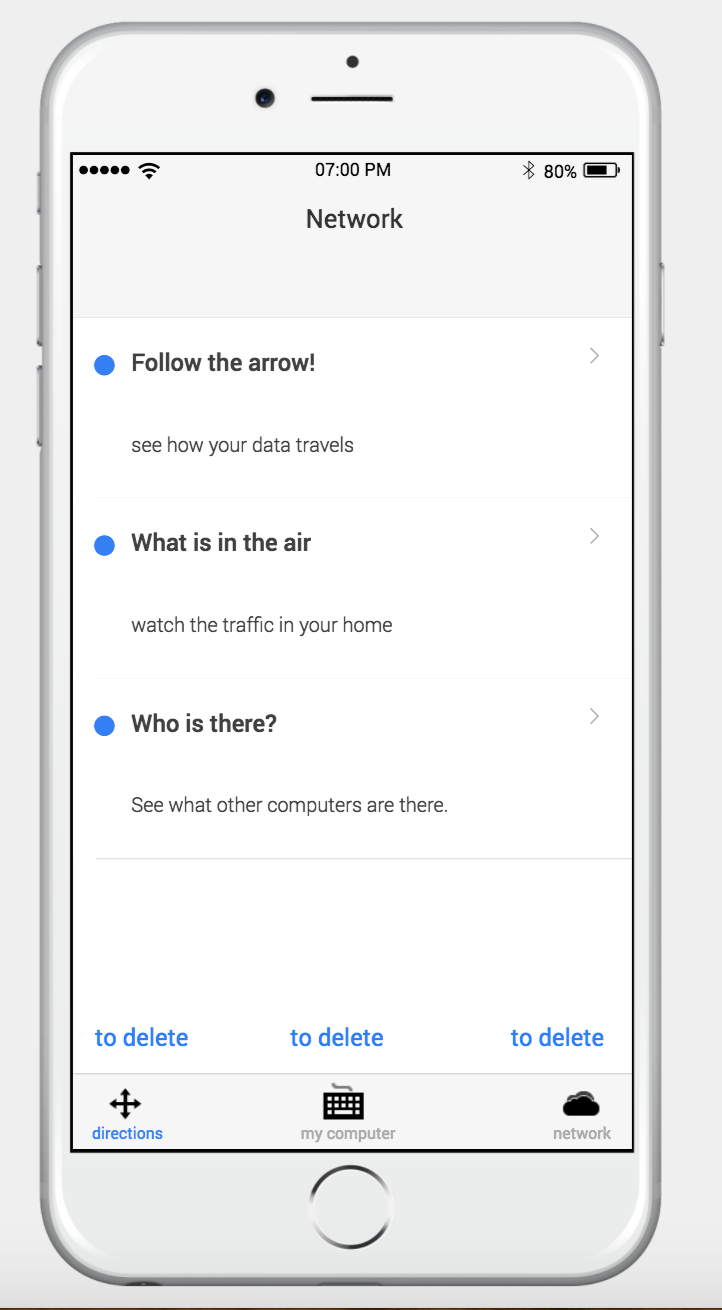 07:00 PM 80%
Network
Follow the arrow!
see how your data travels
What is in the air
watch the traffic in your home
Who is there?
See what other computers are there.
to delete to delete to delete
directions my computer network